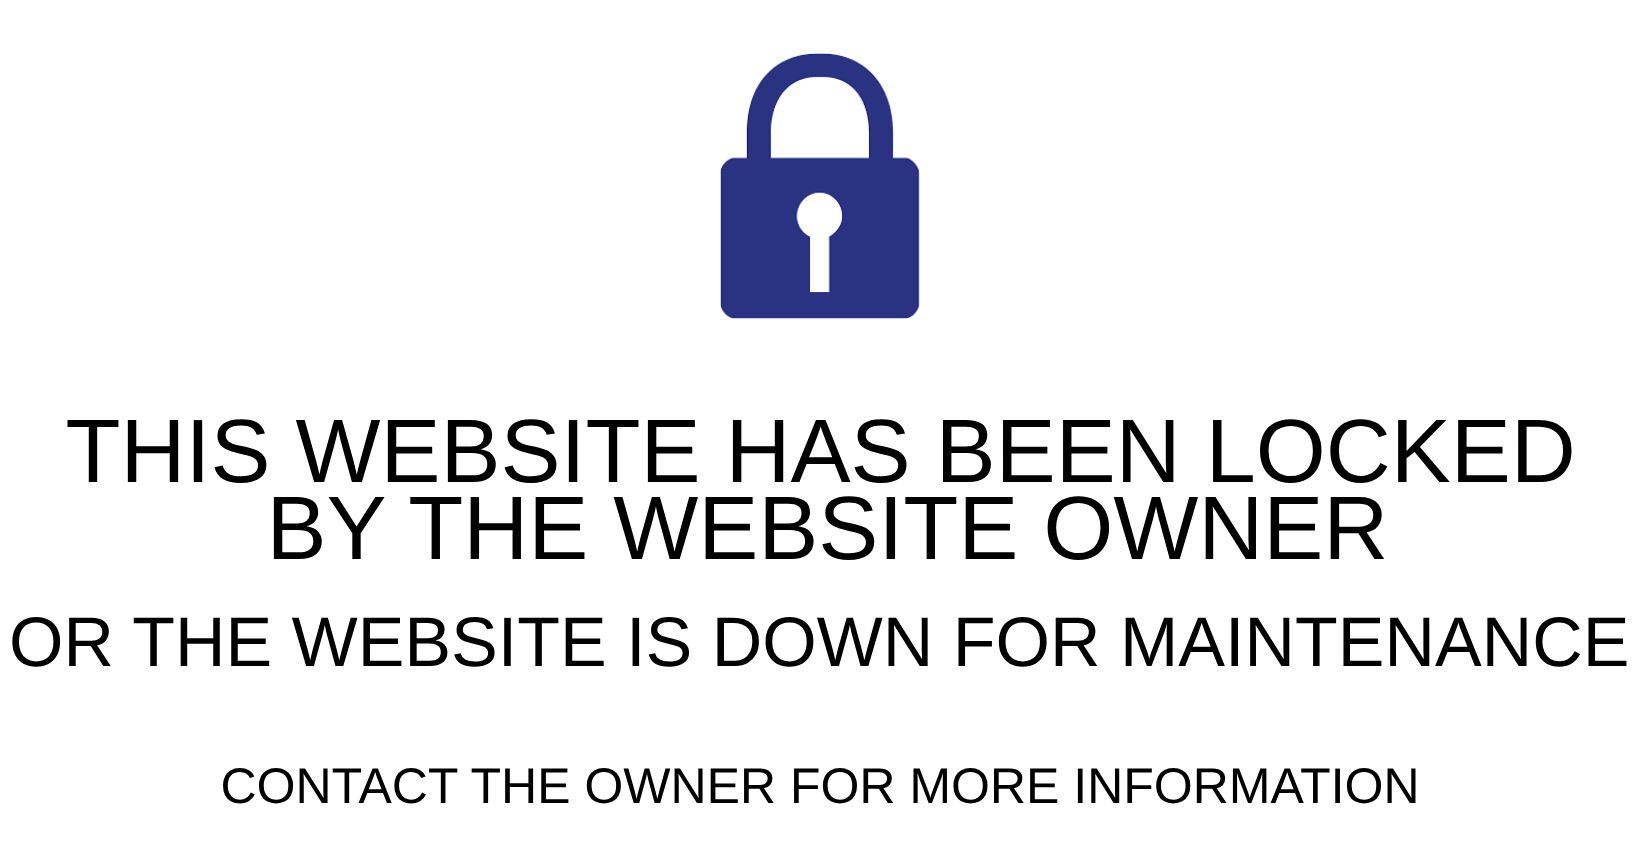 THIS WEBSITE HAS BEEN LOCKED
BY THE WEBSITE OWNER
OR THE WEBSITE IS DOWN FOR MAINTENANCE
CONTACT THE OWNER FOR MORE INFORMATION